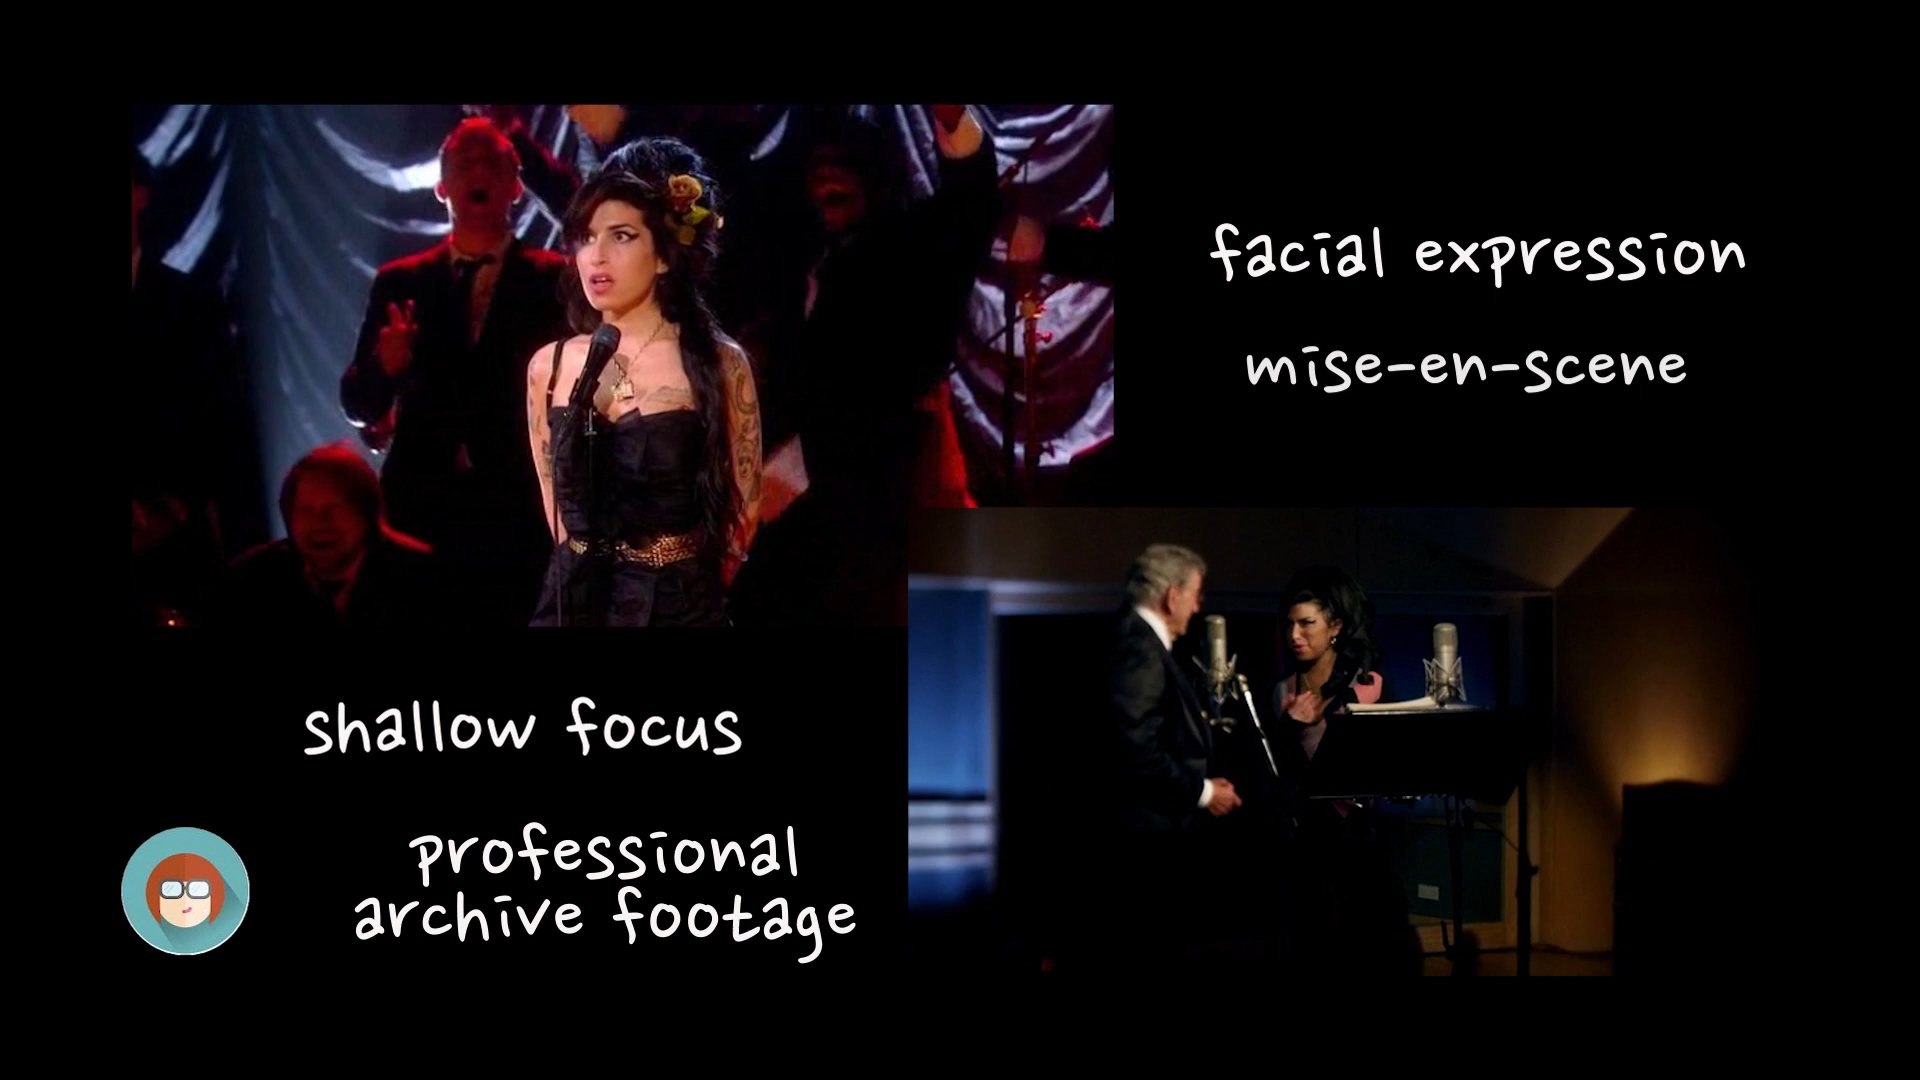 facial expression
mise-en-scene
shallow focus
professional
archive footage